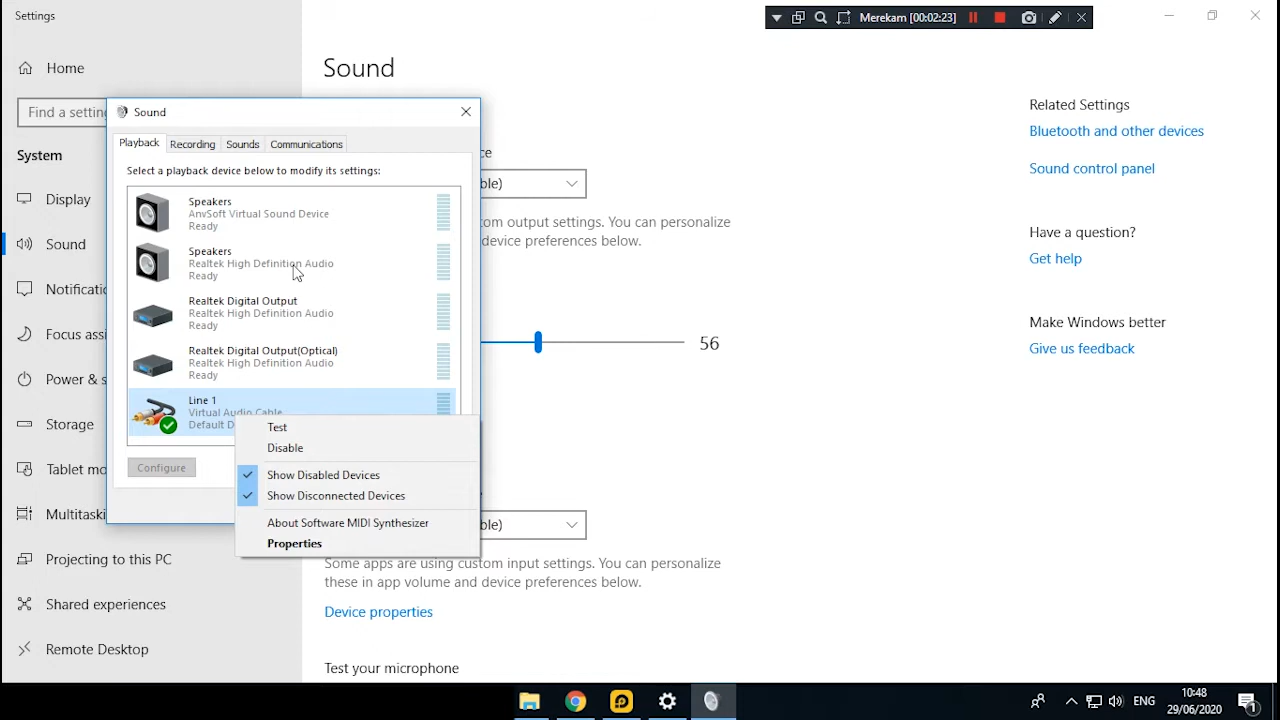 Settings
Merekam [00:02:23]
Home
Find a settin
System
Display
Sound
Notificatio
Focus assi
Power & s
Storage
Tablet mo
Multitaski
Projecting to this PC
Shared experiences
Remote Desktop
Sound
Playback
Recording
Sounds
Communications
Select a playback device below to modify its settings:
Speakers
AnvSoft Virtual Sound Device
Ready
Speakers
Realtek High Definition Audio
Ready
Realtek Digital Output
Realtek High Definition Audio
Ready
Realtek Digital Output(Optical)
Realtek High Definition Audio
Ready
Line 1
Virtual Audio Cable
Default D
Configure
Test
Disable
Show Disabled Devices
Show Disconnected Devices
About Software MIDI Synthesizer
Properties
Sound
ce
ble)
om output settings. You can personalize
device preferences below.
56
ble)
Some apps are using custom input settings. You can personalize
these in app volume and device preferences below.
Device properties
Test your microphone
Related Settings
Bluetooth and other devices
Sound control panel
Have a question?
Get help
Make Windows better
Give us feedback
ENG
10:48
29/06/2020
1